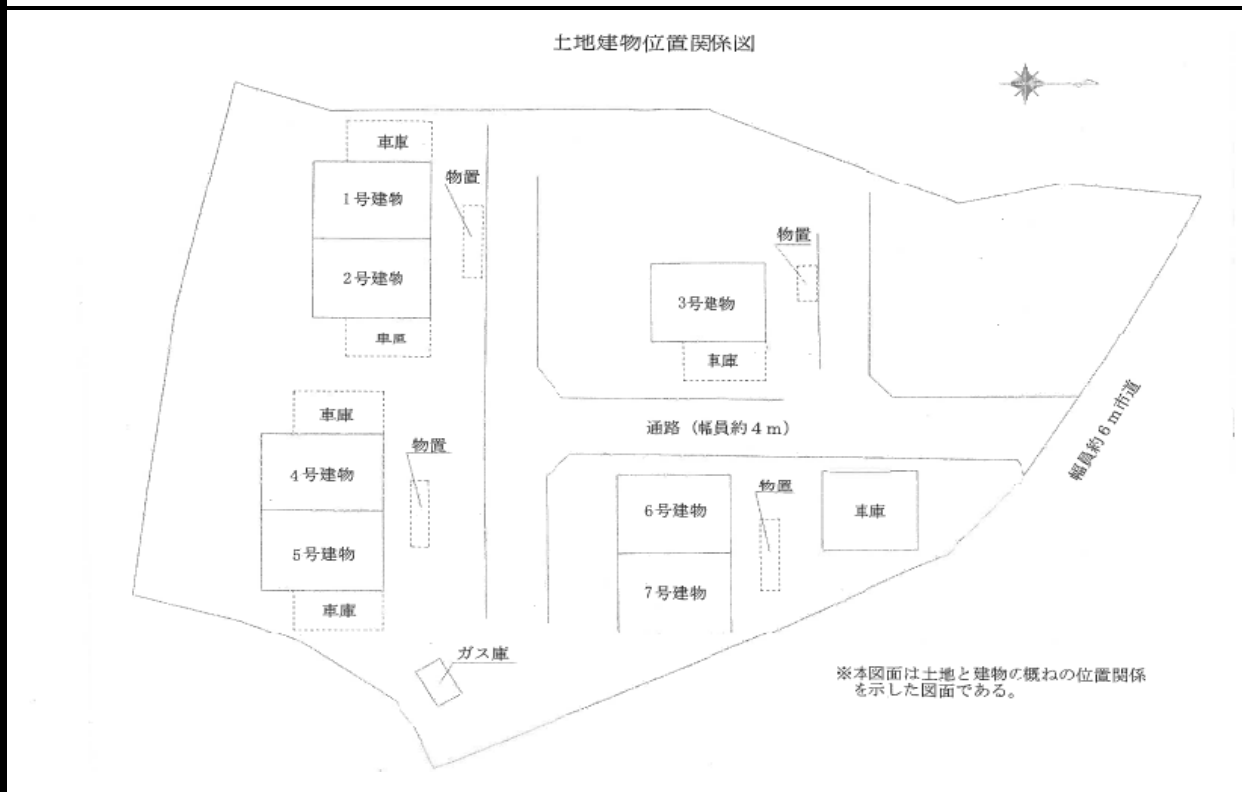 土地建物位置関係図
車庫
1号建物
物置
2号建物
車庫
物置
3号建物
車庫
車庫
4号建物
物置
5号建物
車庫
通路（幅員約4m）
幅員約6m市道
6号建物
物置
車庫
7号建物
ガス庫
※本図面は土地と建物の概ねの位置関係
を示した図面である。